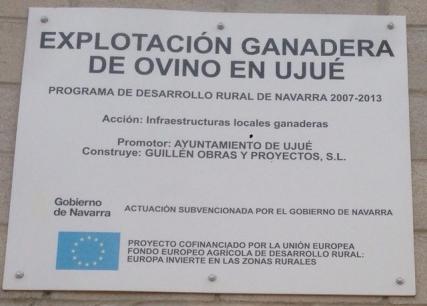 EXPLOTACIÓN GANADERA
DE OVINO EN UJUÉ
PROGRAMA DE DESARROLLO RURAL DE NAVARRA 2007-2013
Acción: Infraestructuras locales ganaderas
Promotor: AYUNTAMIENTO DE UJUÉ
Construye: GUILLÉN OBRAS Y PROYECTOS, S.L.
Gobierno
de Navarra
ACTUACIÓN SUBVENCIONADA POR EL GOBIERNO DE NAVARRA
PROYECTO COFINANCIADO POR LA UNIÓN EUROPEA
FONDO EUROPEO AGRÍCOLA DE DESARROLLO RURAL:
EUROPA INVIERTE EN LAS ZONAS RURALES